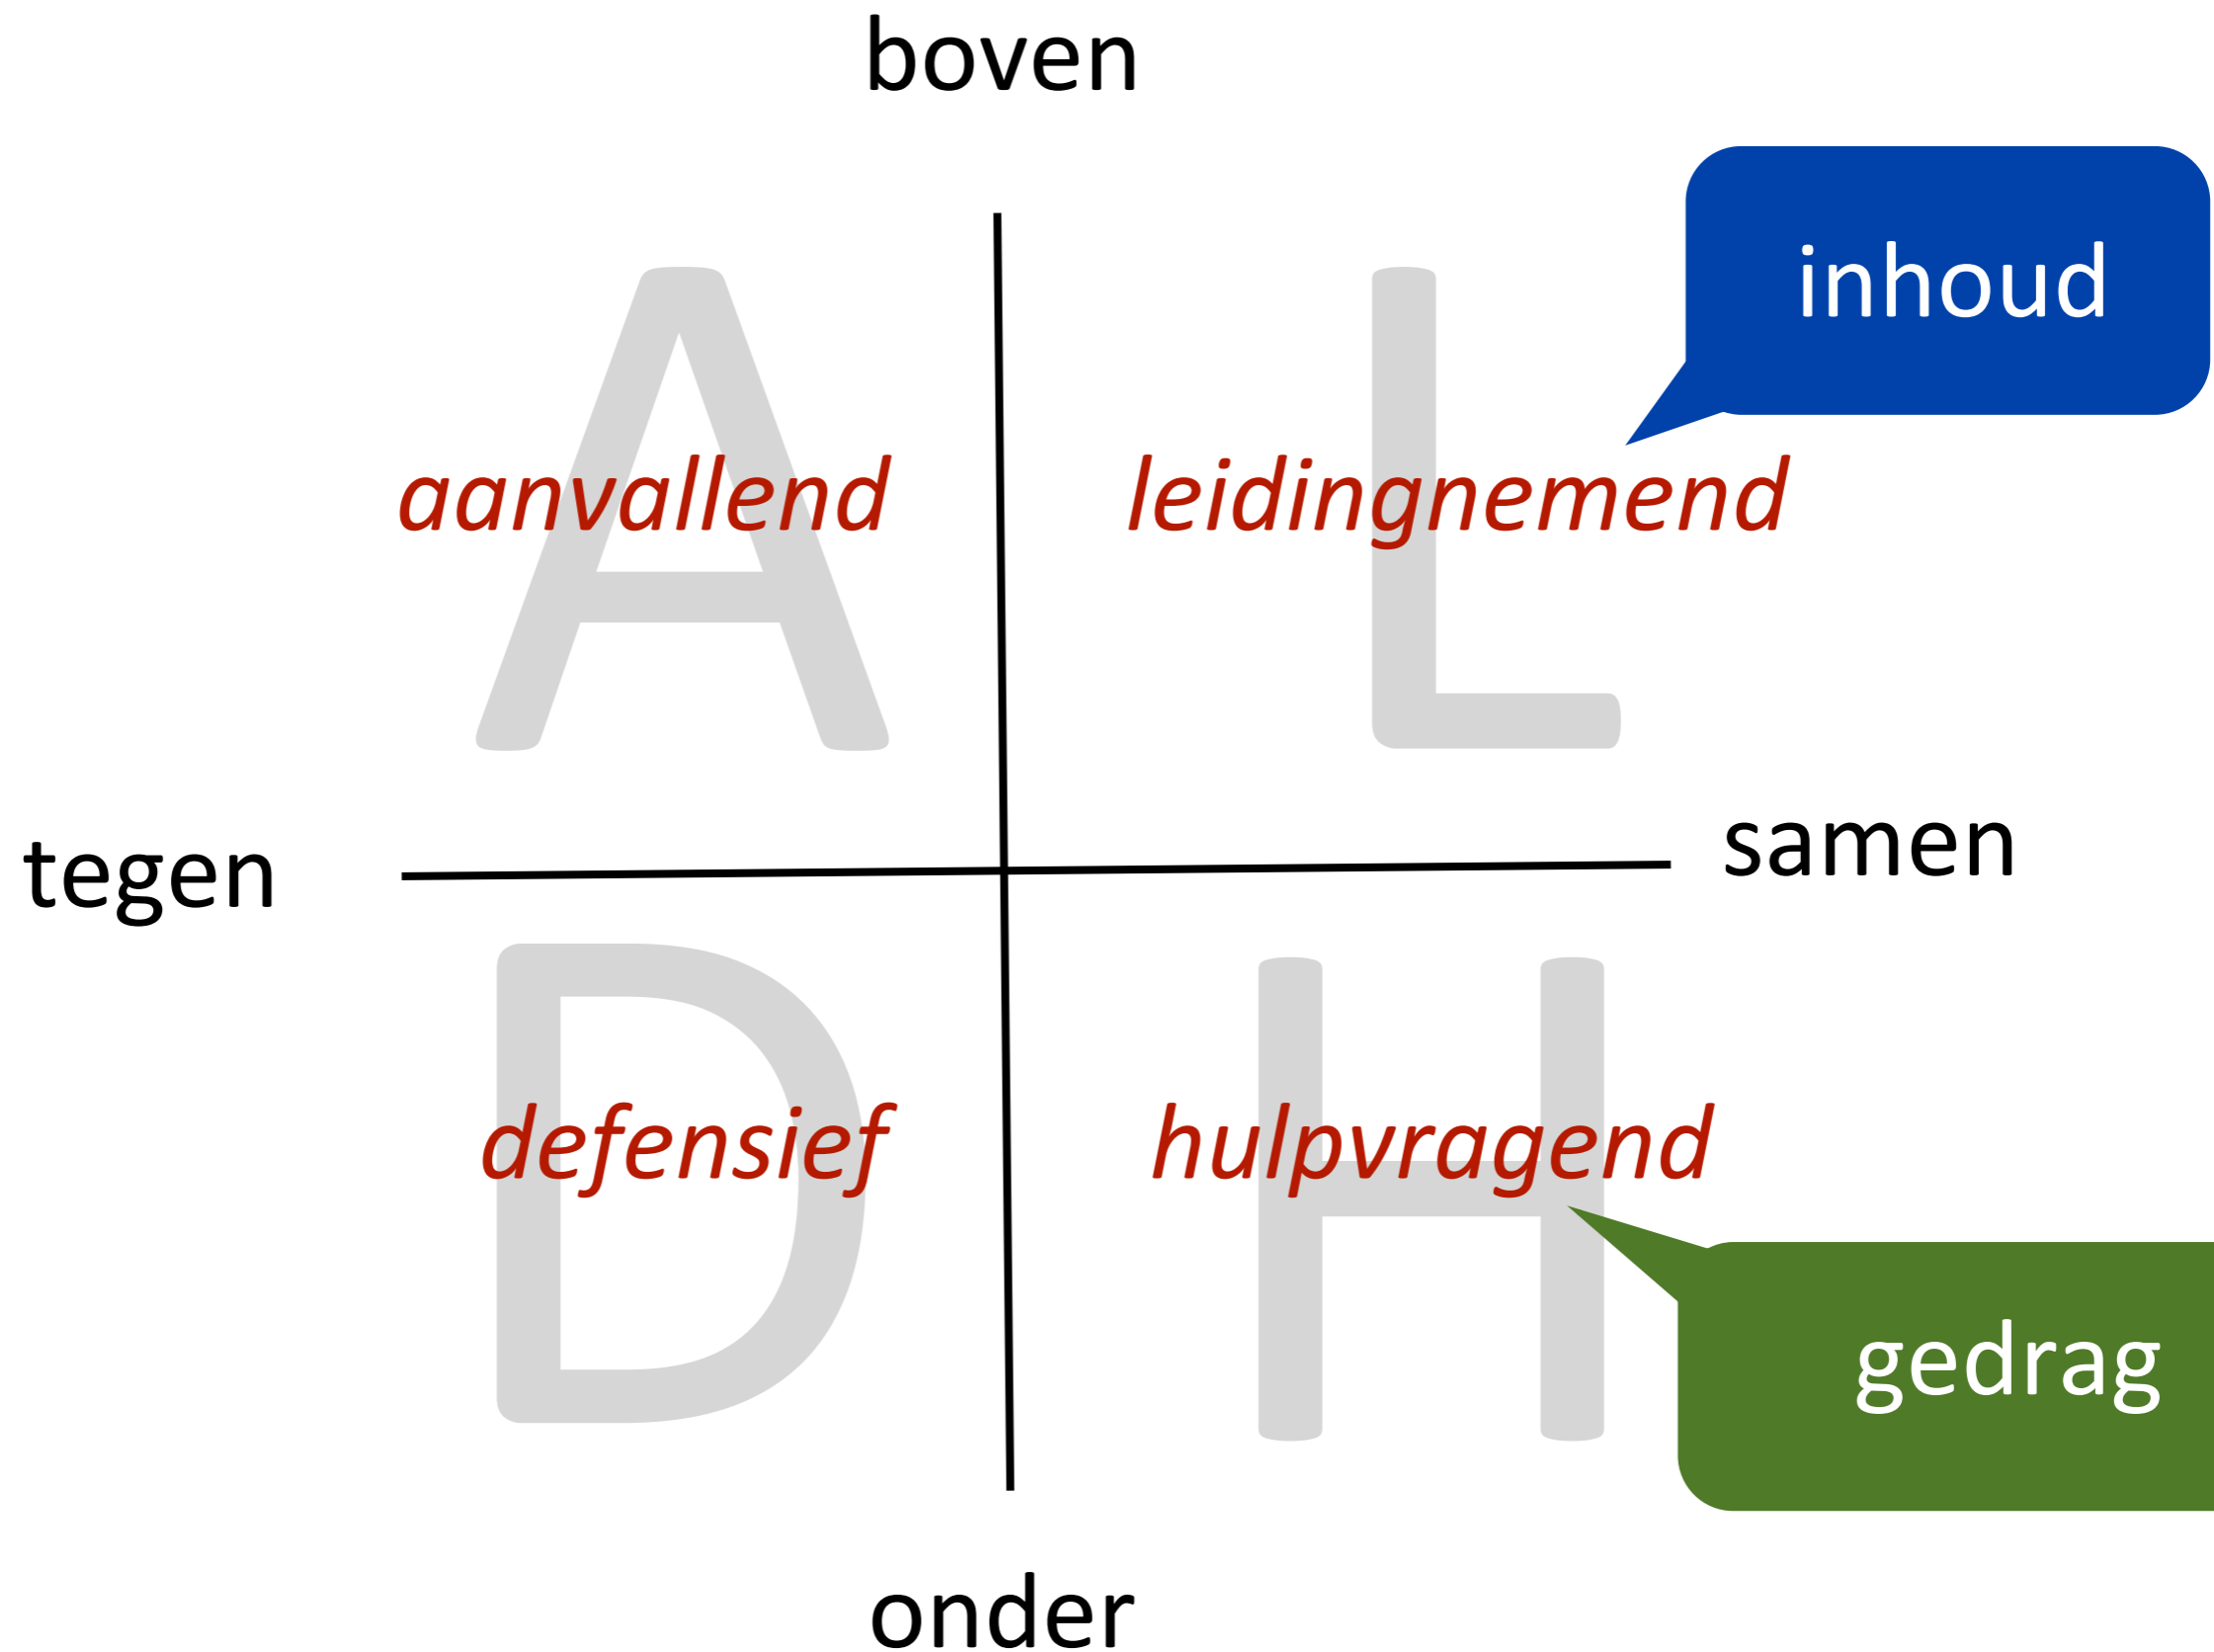 boven
inhoud
A
L
aanvallend
leidingnemend
tegen
samen
D
H
defensief
hulpvragend
gedrag
onder